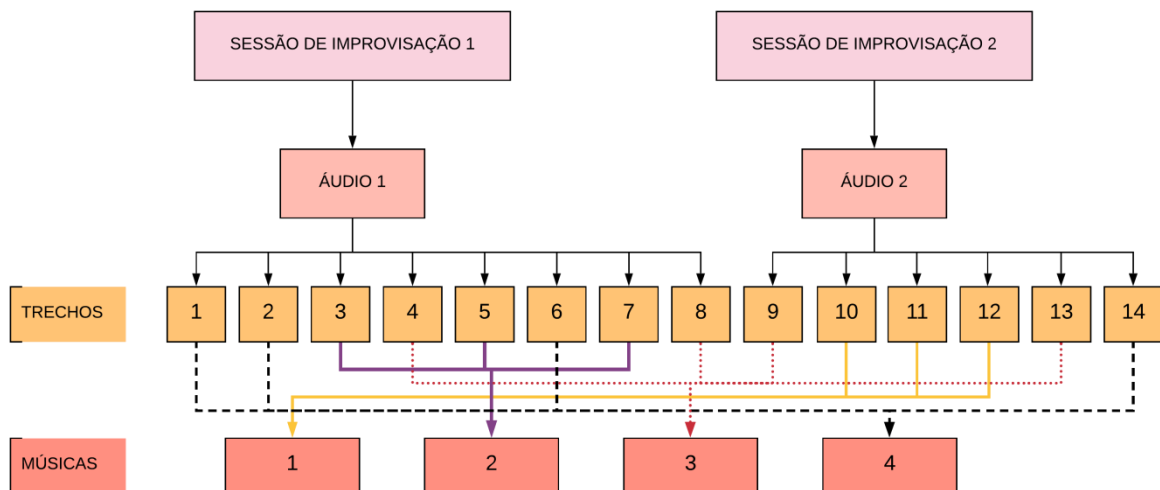 SESSÃO DE IMPROVISAÇÃO 1
SESSÃO DE IMPROVISAÇÃO 2
ÁUDIO 1
ÁUDIO 2
TRECHOS
1 2 3 4 5 6 7 8 9 10 11 12 13 14
MÚSICAS
1 2 3 4